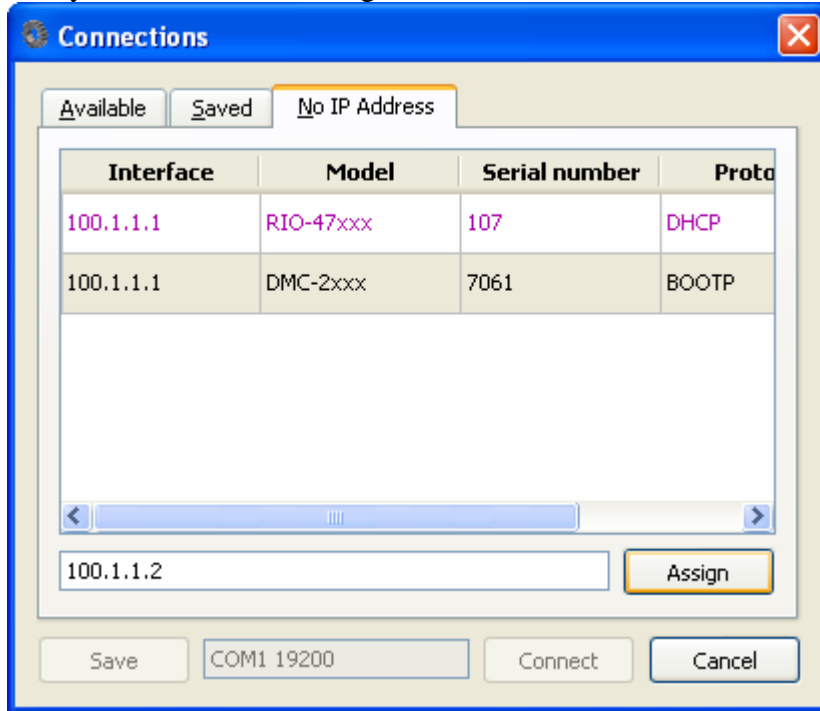 Connections
Available Saved No IP Address
Interface Model Serial number Proto
100.1.1.1 RIO-47xxx 107 DHCP
100.1.1.1 DMC-2xxx 7061 BOOTP
100.1.1.2 Assign
Save COM1 19200 Connect Cancel